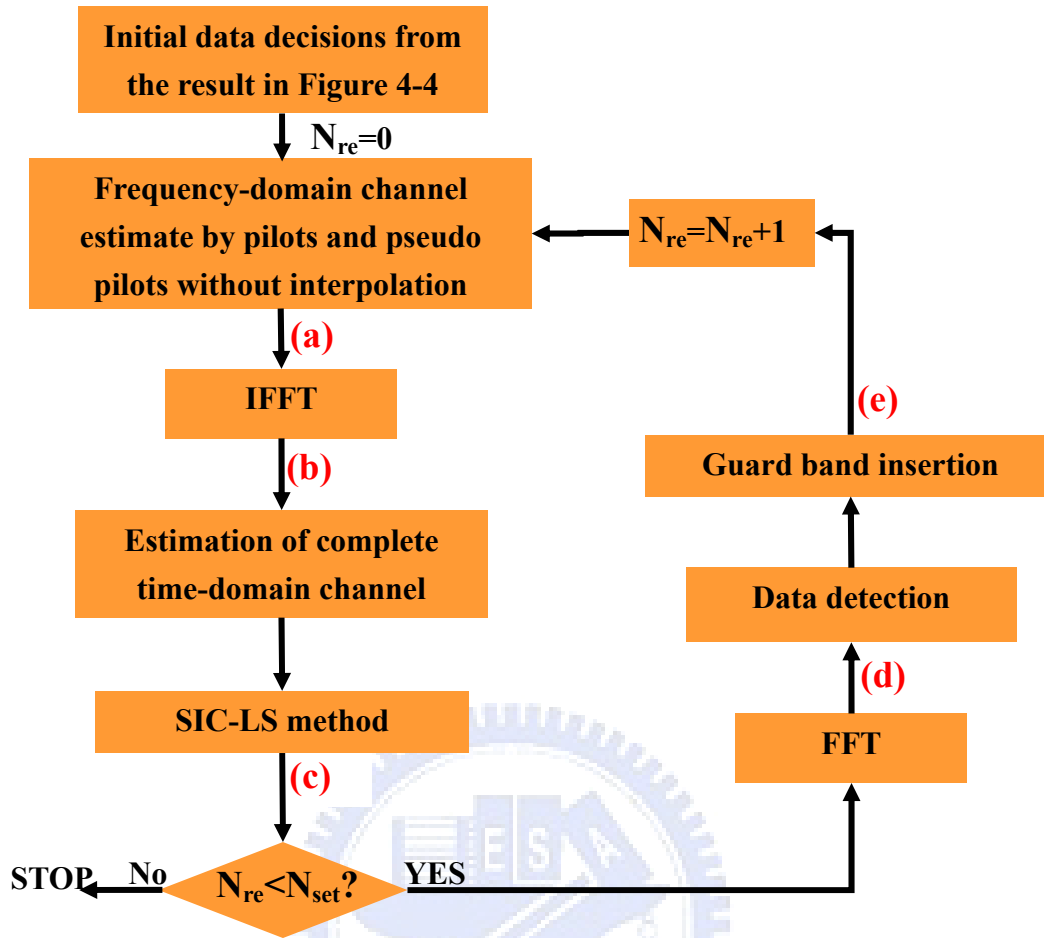 Initial data decisions from
the result in Figure 4-4
Nre=0
Frequency-domain channel
estimate by pilots and pseudo
pilots without interpolation
Nre=Nre+1
(a)
IFFT
(e)
(b)
Guard band insertion
Estimation of complete
time-domain channel
Data detection
(d)
SIC-LS method
FFT
(c)
STOP
No
Nre<Nset?
YES
ESA